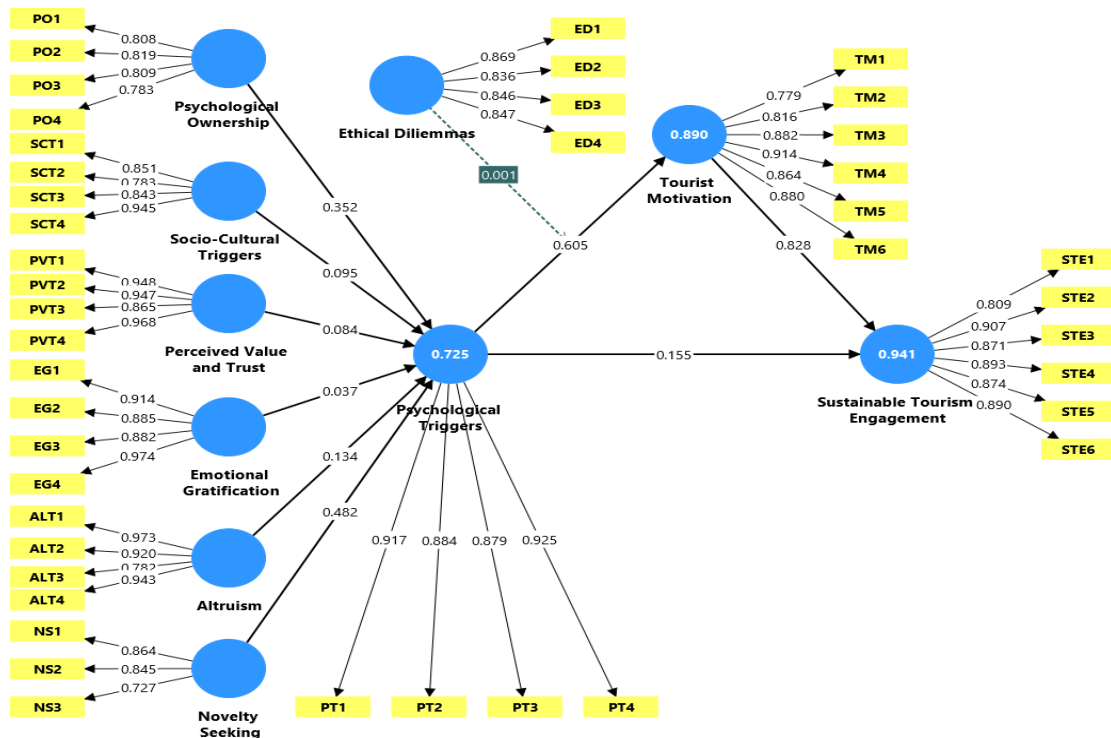 PO1
0.808
PO2
0.819
PO3
0.809
PO4
0.783
Psychological
Ownership
SCT1
0.851
SCT2
0.783
SCT3
0.843
SCT4
0.945
Socio-Cultural
Triggers
PVT1
0.948
PVT2
0.947
PVT3
0.865
PVT4
0.968
Perceived Value
and Trust
EG1
0.914
EG2
0.885
EG3
0.882
EG4
0.974
Emotional
Gratification
ALT1
0.973
ALT2
0.920
ALT3
0.782
ALT4
0.943
Altruism
NS1
0.864
NS2
0.845
NS3
0.727
Novelty
Seeking
0.352
0.095
0.084
0.037
0.134
0.482
0.725
Psychological
Triggers
0.917
0.884
0.879
0.925
PT1
PT2
PT3
PT4
Ethical Diliemmas
0.869
ED1
0.836
ED2
0.846
ED3
0.847
ED4
0.001
0.605
0.155
0.890
Tourist
Motivation
0.779
TM1
0.816
TM2
0.882
TM3
0.914
TM4
0.864
TM5
0.880
TM6
0.828
0.941
Sustainable Tourism
Engagement
0.809
STE1
0.907
STE2
0.871
STE3
0.893
STE4
0.874
STE5
0.890
STE6